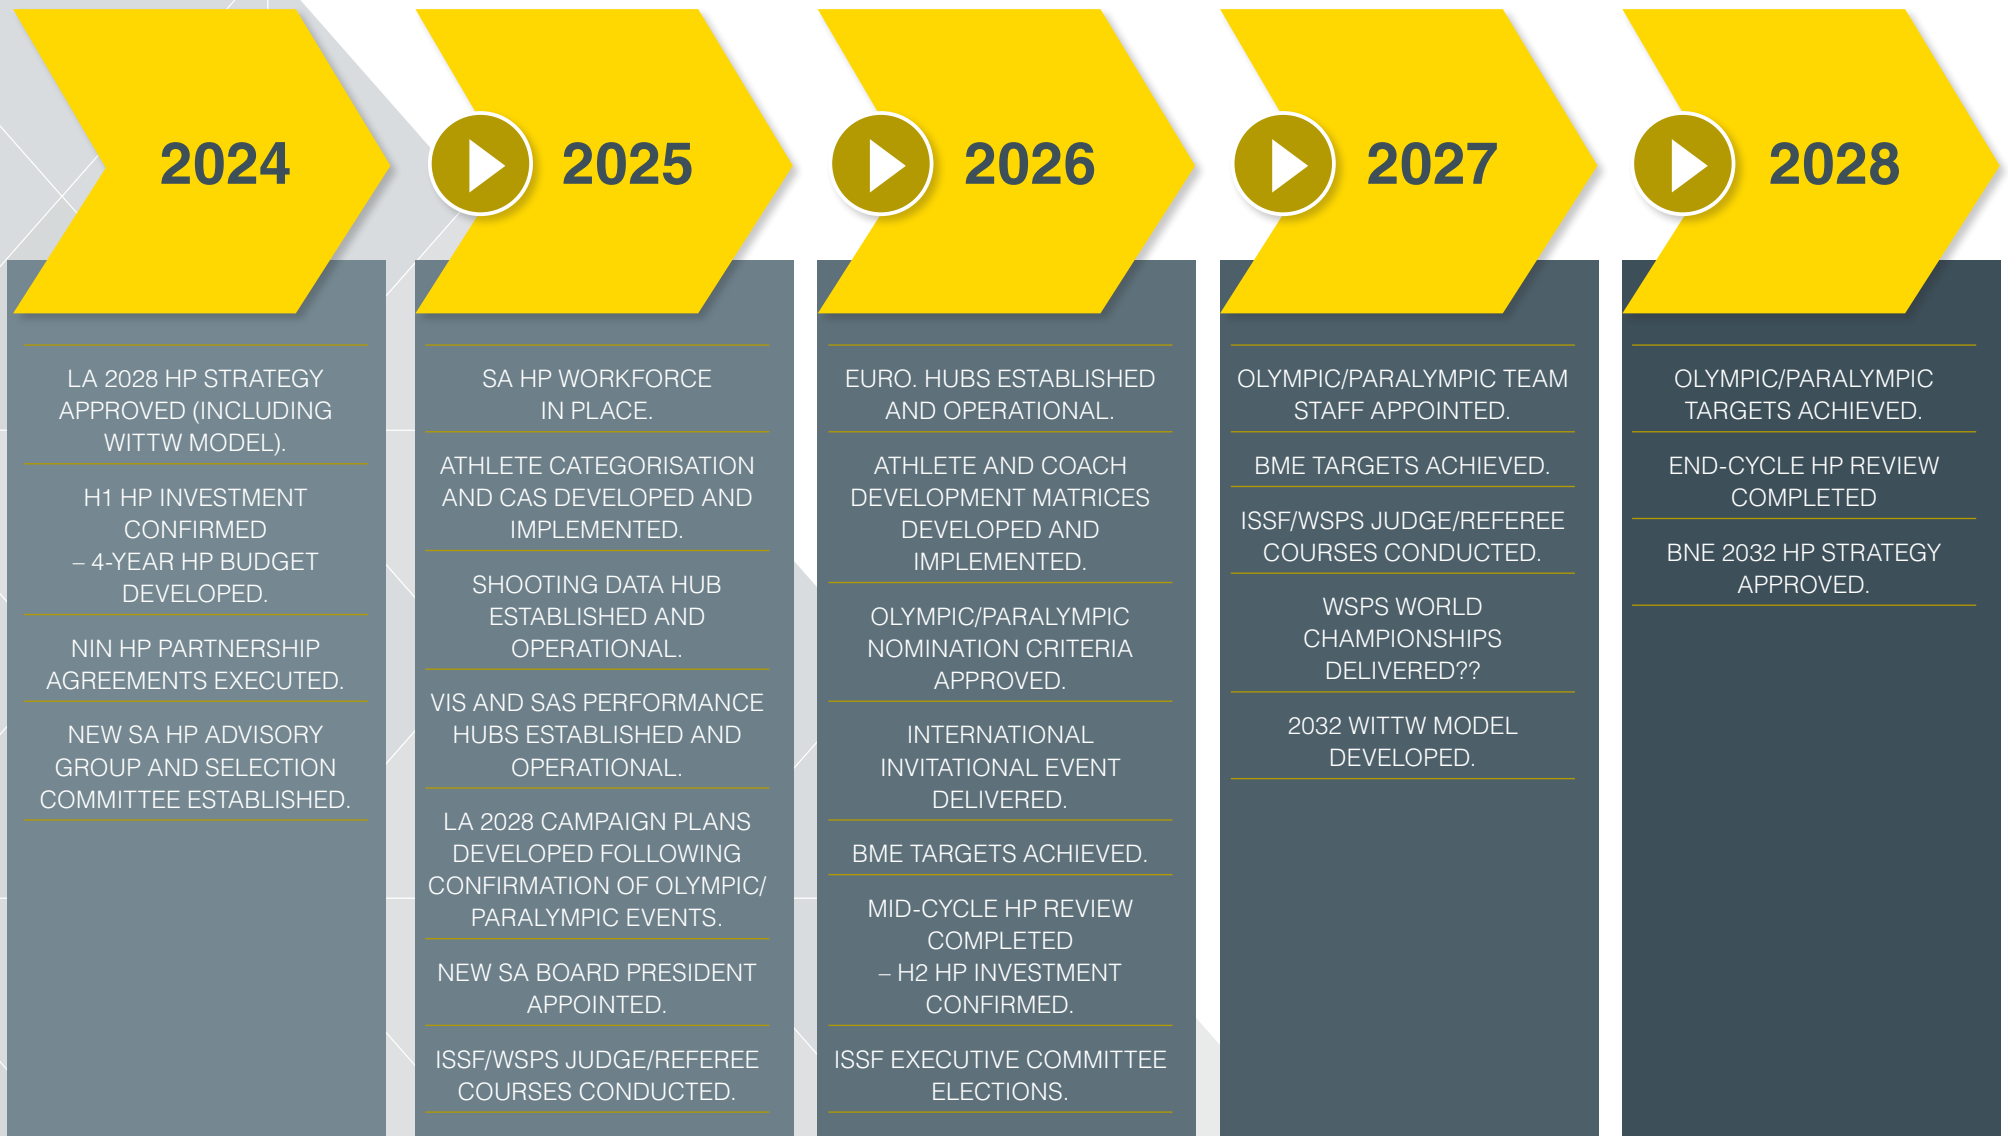 2024
LA 2028 HP STRATEGY
APPROVED (INCLUDING
WITTW MODEL).
H1 HP INVESTMENT
CONFIRMED
– 4-YEAR HP BUDGET
DEVELOPED.
NIN HP PARTNERSHIP
AGREEMENTS EXECUTED.
NEW SA HP ADVISORY
GROUP AND SELECTION
COMMITTEE ESTABLISHED.
2025
SA HP WORKFORCE
IN PLACE.
ATHLETE CATEGORISATION
AND CAS DEVELOPED AND
IMPLEMENTED.
SHOOTING DATA HUB
ESTABLISHED AND
OPERATIONAL.
VIS AND SAS PERFORMANCE
HUBS ESTABLISHED AND
OPERATIONAL.
LA 2028 CAMPAIGN PLANS
DEVELOPED FOLLOWING
CONFIRMATION OF OLYMPIC/
PARALYMPIC EVENTS.
NEW SA BOARD PRESIDENT
APPOINTED.
ISSF/WSPS JUDGE/REFEREE
COURSES CONDUCTED.
2026
EURO. HUBS ESTABLISHED
AND OPERATIONAL.
ATHLETE AND COACH
DEVELOPMENT MATRICES
DEVELOPED AND
IMPLEMENTED.
OLYMPIC/PARALYMPIC
NOMINATION CRITERIA
APPROVED.
INTERNATIONAL
INVITATIONAL EVENT
DELIVERED.
BME TARGETS ACHIEVED.
MID-CYCLE HP REVIEW
COMPLETED
– H2 HP INVESTMENT
CONFIRMED.
ISSF EXECUTIVE COMMITTEE
ELECTIONS.
2027
OLYMPIC/PARALYMPIC TEAM
STAFF APPOINTED.
BME TARGETS ACHIEVED.
ISSF/WSPS JUDGE/REFEREE
COURSES CONDUCTED.
WSPS WORLD
CHAMPIONSHIPS
DELIVERED??
2032 WITTW MODEL
DEVELOPED.
2028
OLYMPIC/PARALYMPIC
TARGETS ACHIEVED.
END-CYCLE HP REVIEW
COMPLETED
BNE 2032 HP STRATEGY
APPROVED.